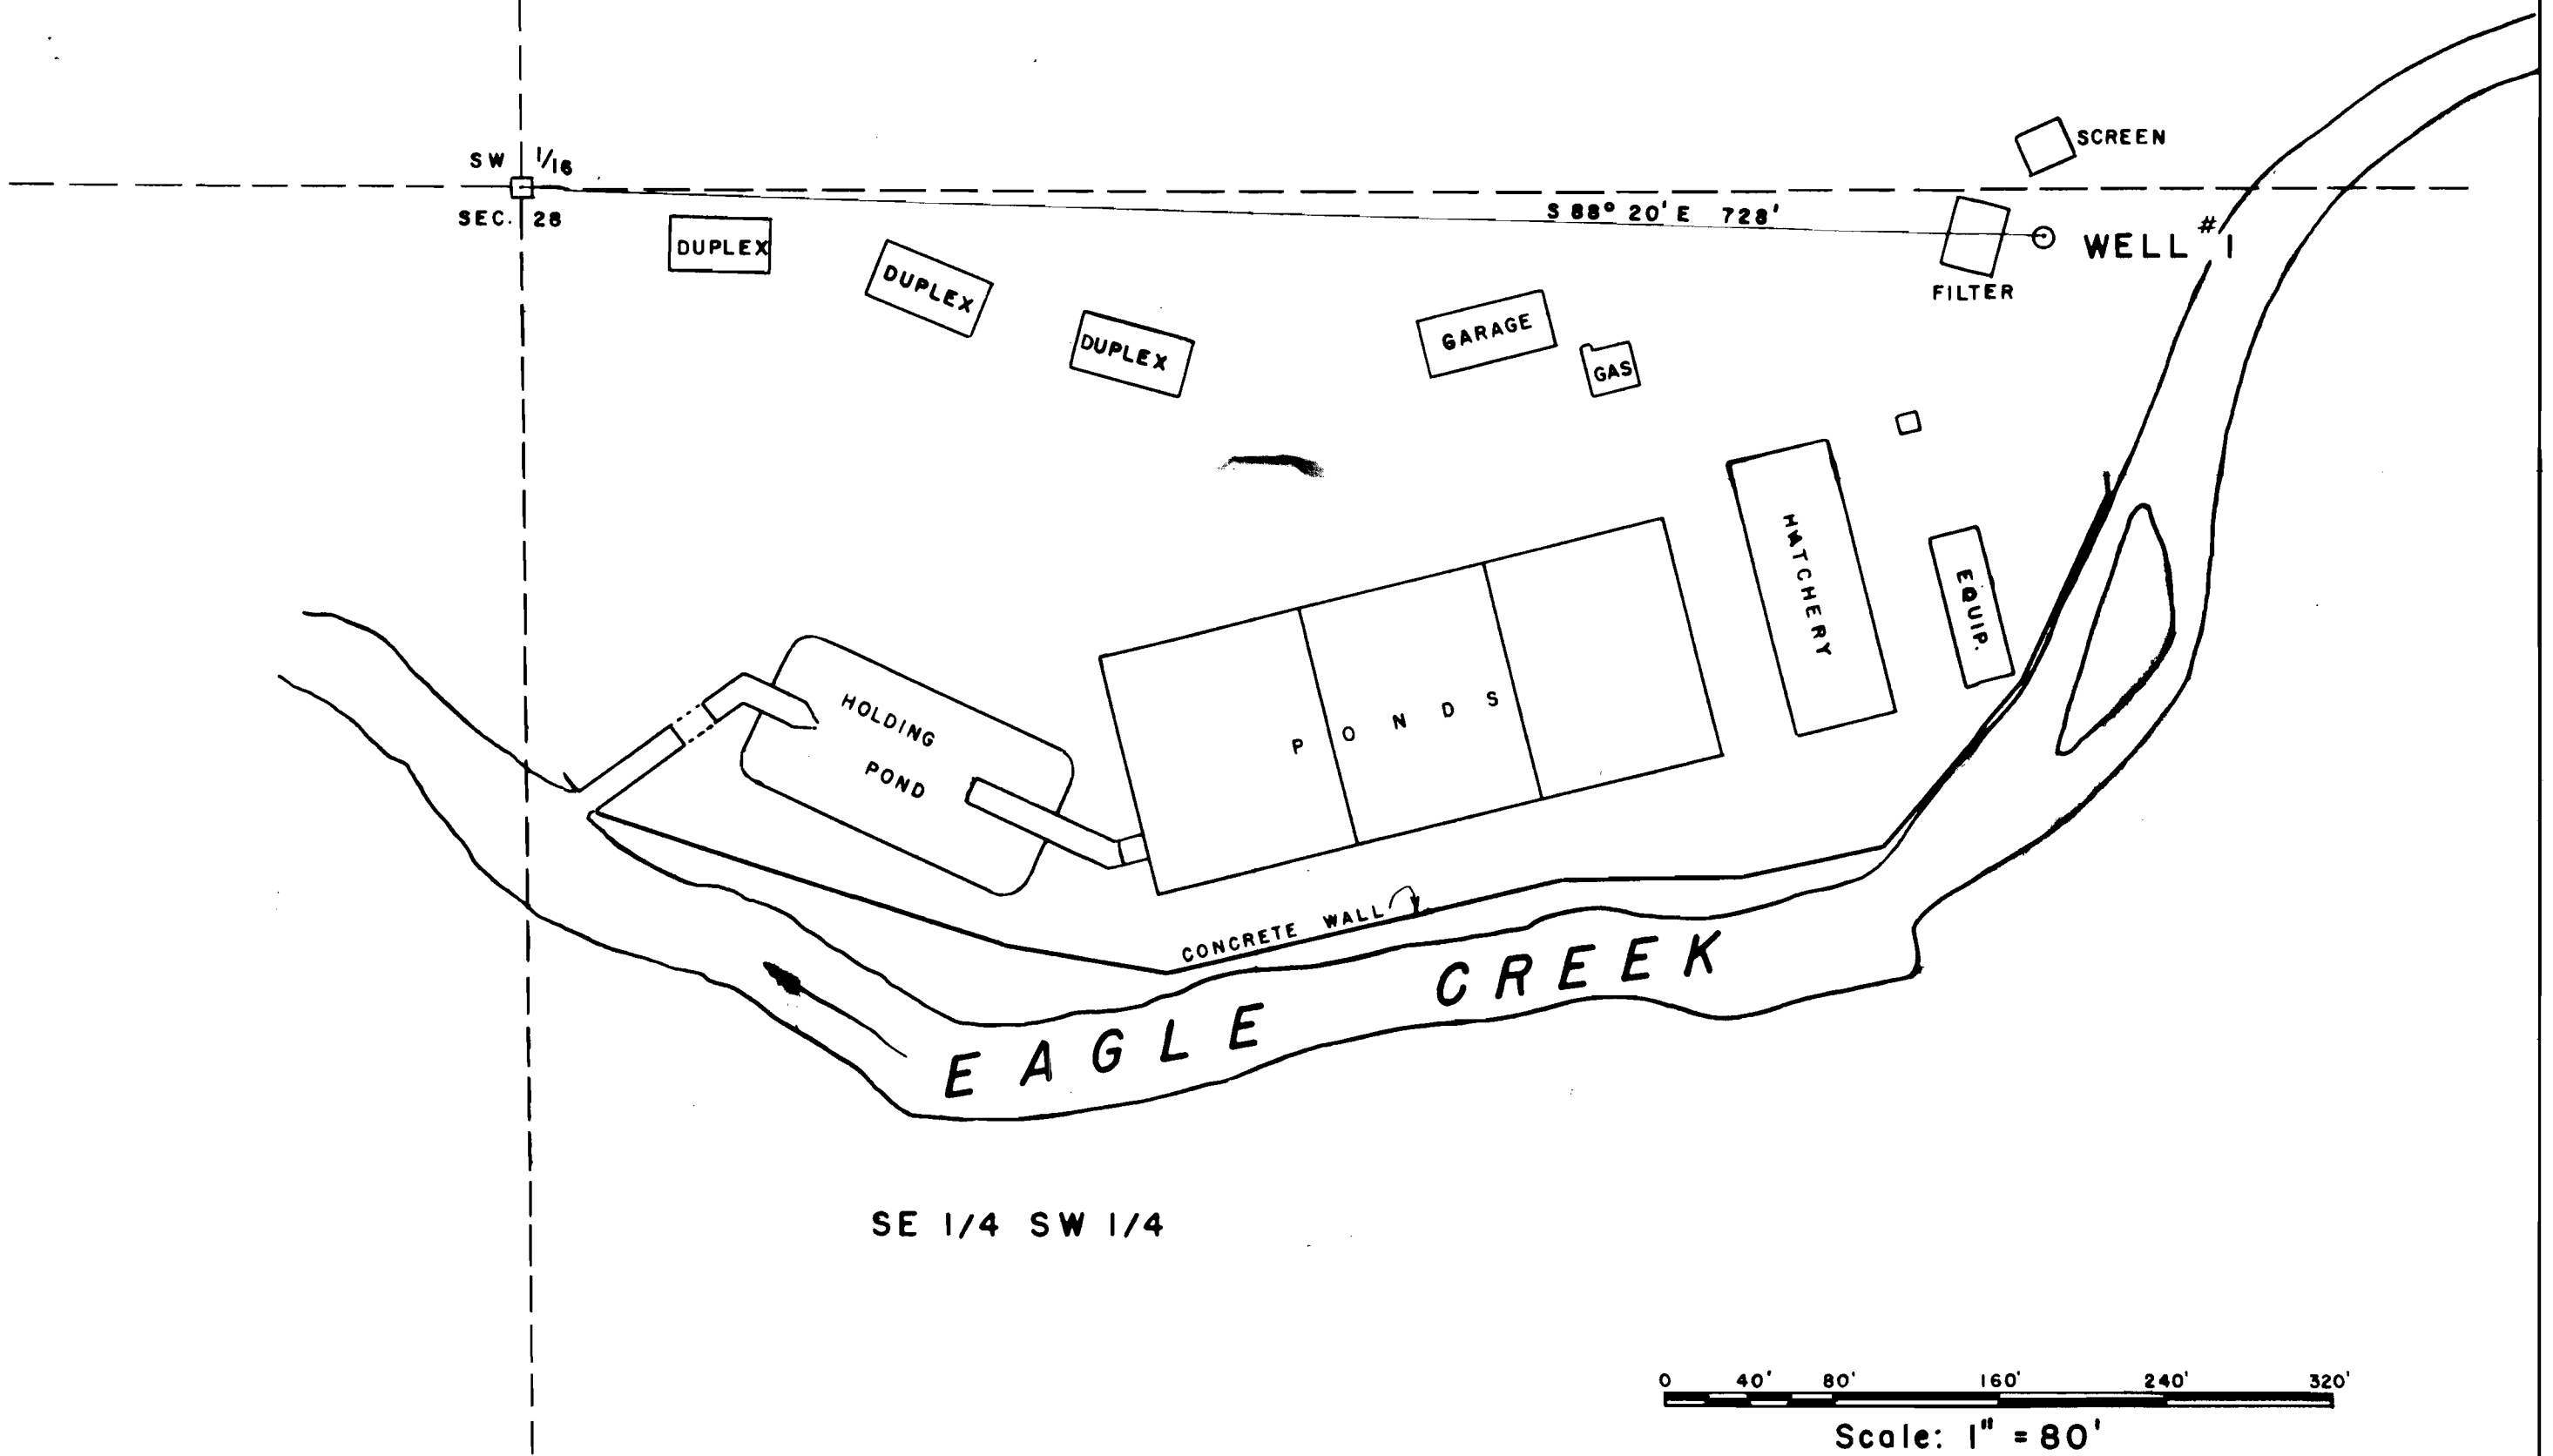 SCREEN
SW 1/16
SEC. 28
S 88° 20' E 728'
WELL #1
DUPLEX
DUPLEX
DUPLEX
GARAGE
GAS
FILTER
HATCHERY
EQUIP.
HOLDING
POND
PONDS
CONCRETE WALL
EAGLE CREEK
SE 1/4 SW 1/4
0 40' 80' 160' 240' 320'
Scale: 1" = 80'